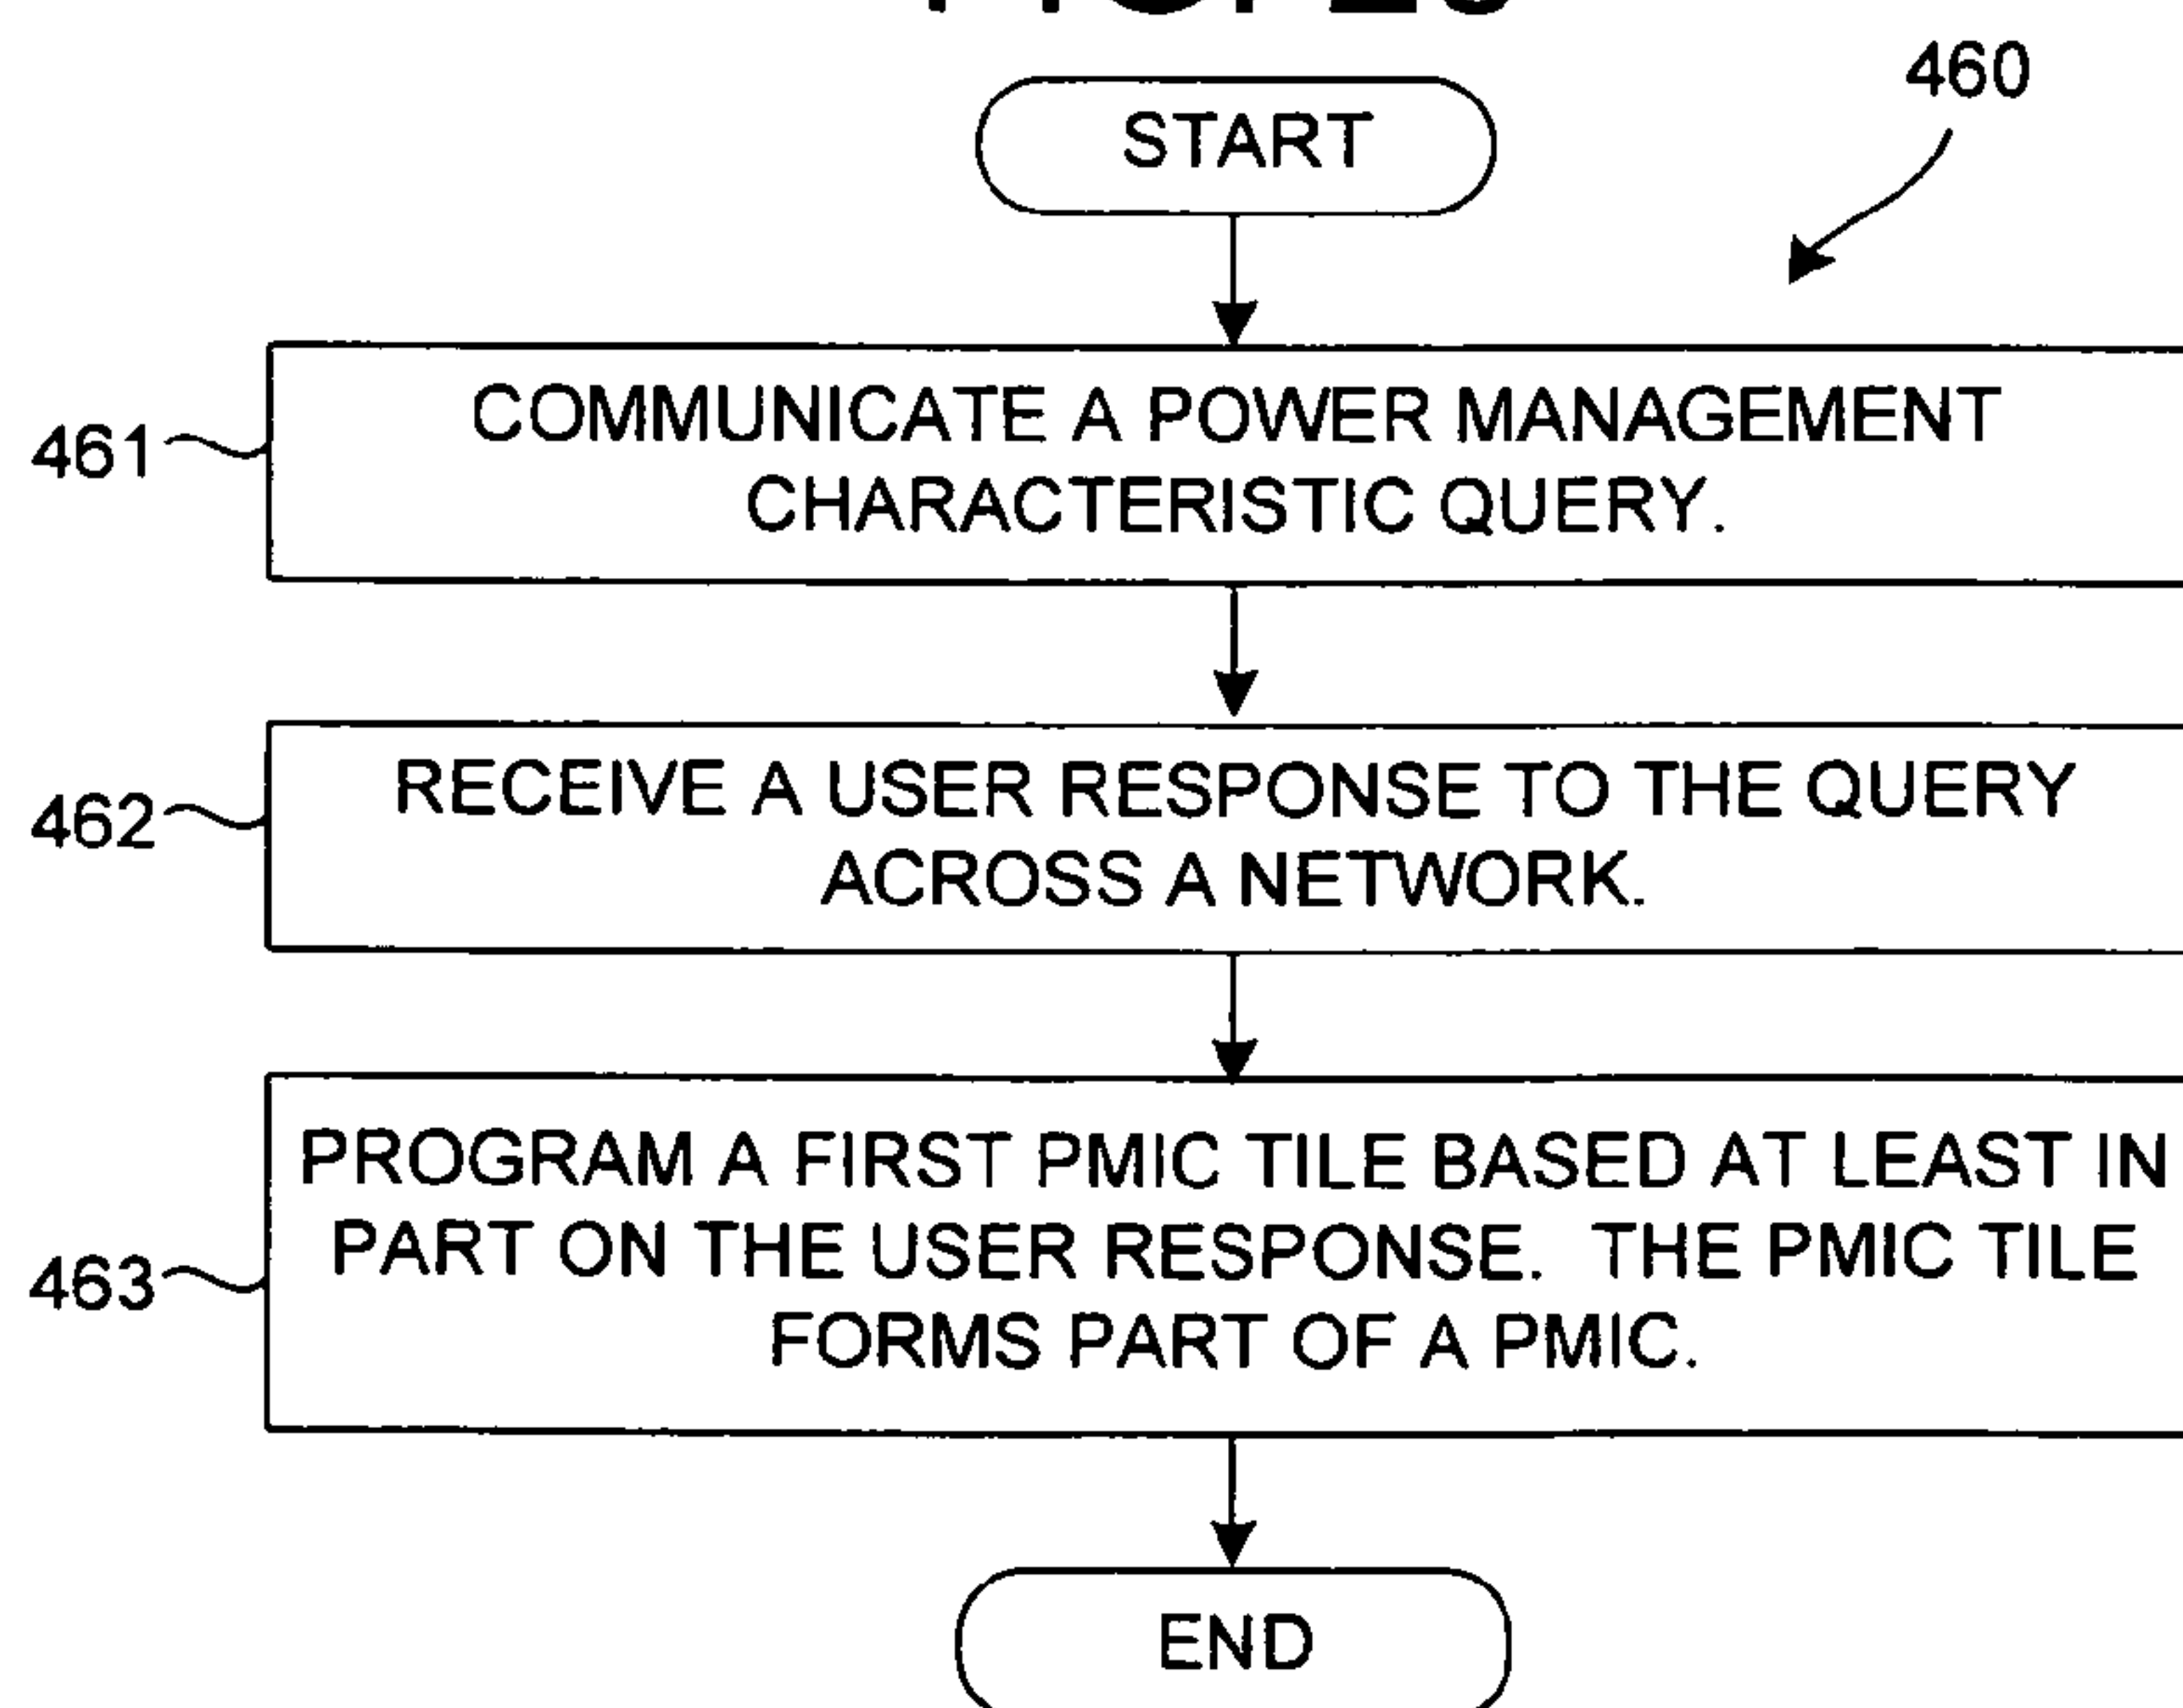 460
START
461
COMMUNICATE A POWER MANAGEMENT
CHARACTERISTIC QUERY.
462
RECEIVE A USER RESPONSE TO THE QUERY
ACROSS A NETWORK.
463
PROGRAM A FIRST PMIC TILE BASED AT LEAST IN
PART ON THE USER RESPONSE. THE PMIC TILE
FORMS PART OF A PMIC.
END